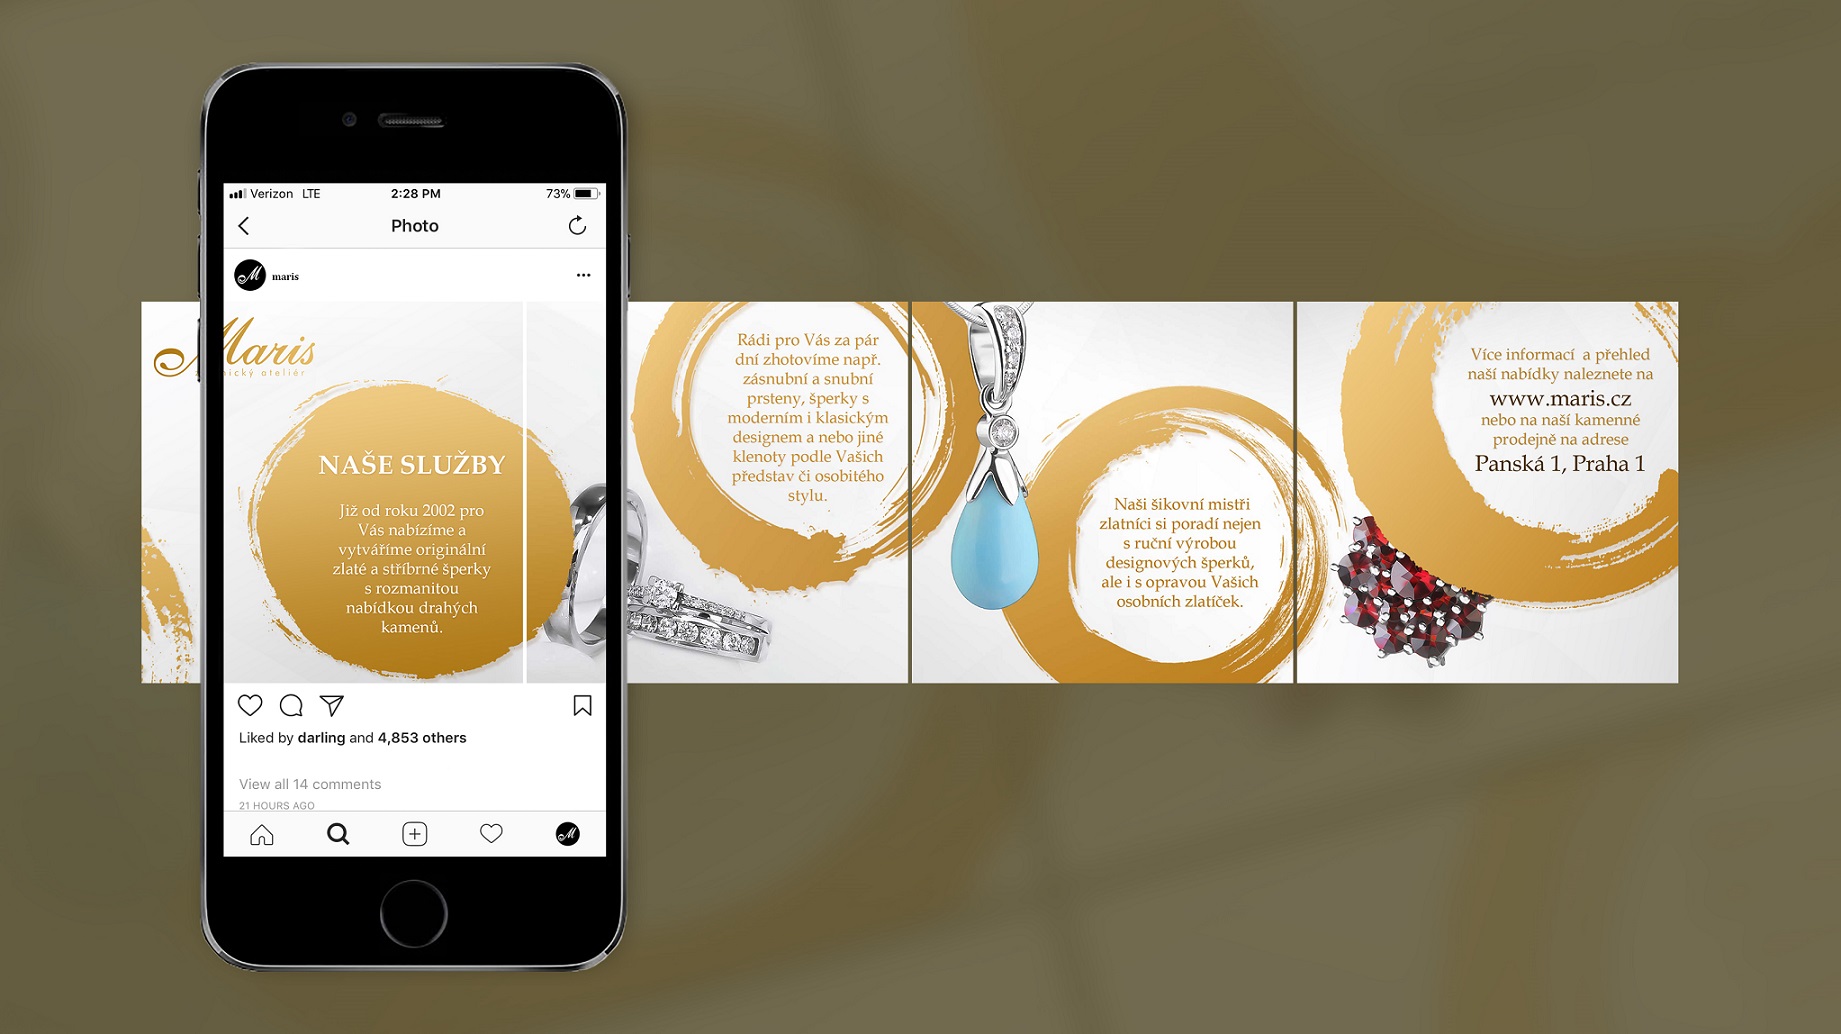 Verizon LTE
2:28 PM
73%
Photo
maris
Maris
NAŠE SLUŽBY
Již od roku 2002 pro
Vás nabízíme a
vytváříme originální
zlaté a stříbrné šperky
s rozmanitou
nabídkou drahých
kamenů.
Liked by darling and 4,853 others
View all 14 comments
21 HOURS AGO
Rádi pro Vás za pár
dní zhotovíme např.
zásnubní a snubní
prsteny, šperky s
moderním i klasickým
designem a nebo jiné
klenoty podle Vašich
představ či osobitého
stylu.
Naši šikovní mistři
zlatníci si poradí nejen
s ruční výrobou
designových šperků,
ale i s opravou Vašich
osobních zlatíček.
Více informací a přehled
naší nabídky naleznete na
www.maris.cz
nebo na naší kamenné
prodejně na adrese
Panská 1, Praha 1